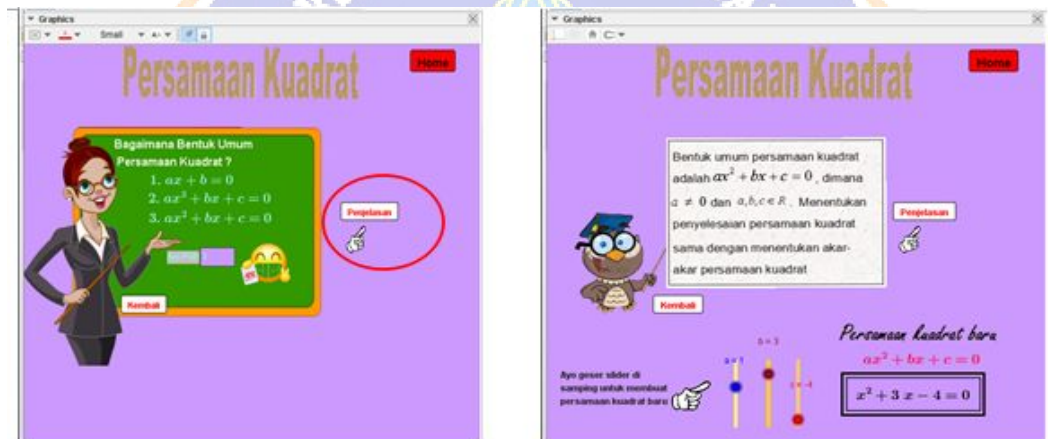 Graphics
Small
Persamaan Kuadrat
Home
Bagaimana Bentuk Umum
Persamaan Kuadrat ?
1. ax + b = 0
2. ax³ + bx + c = 0
3. ax² + bx + c = 0
Penjelasan
Kembali
Graphics
Persamaan Kuadrat
Home
Bentuk umum persamaan kuadrat
adalah ax² + bx + c = 0 , dimana
a ≠ 0 dan a,b,c ∈ R . Menentukan
penyelesaian persamaan kuadrat
sama dengan menentukan akar-
akar persamaan kuadrat
Penjelasan
Kembali
Ayo geser slider di
samping untuk membuat
persamaan kuadrat baru
a = 1
b = 3
c = -4
Persamaan kuadrat baru
ax² + bx + c = 0
x² + 3 x − 4 = 0